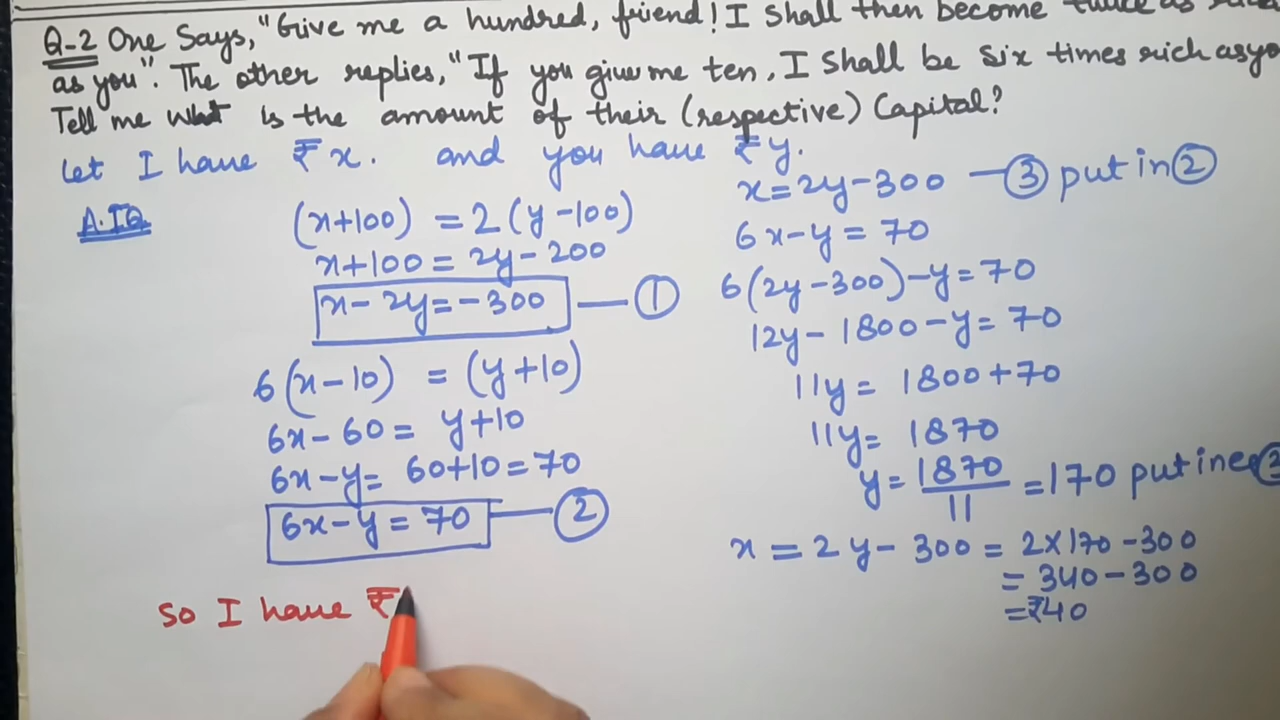 Q-2 One Says, "Give me a hundred, friend! I Shall then become twice as
as you". The other replies, "If you give me ten, I Shall be Six times rich as
Tell me what is the amount of their (respective) Capital?
Let I have ₹ x. and you have ₹ y.
A.T.Q.
(x+100) = 2(y-100)
x+100 = 2y-200
x-2y=-300 — ①
6(x-10) = (y+10)
6x-60 = y+10
6x-y= 60+10=70
6x-y = 70 — ②
So I have ₹
x=2y-300 — ③ put in ②
6x-y = 70
6(2y-300)-y=70
12y-1800-y=70
11y= 1800+70
11y= 1870
y= 1870/11 =170 put in
x = 2y-300 = 2×170-300
= 340-300
=₹40